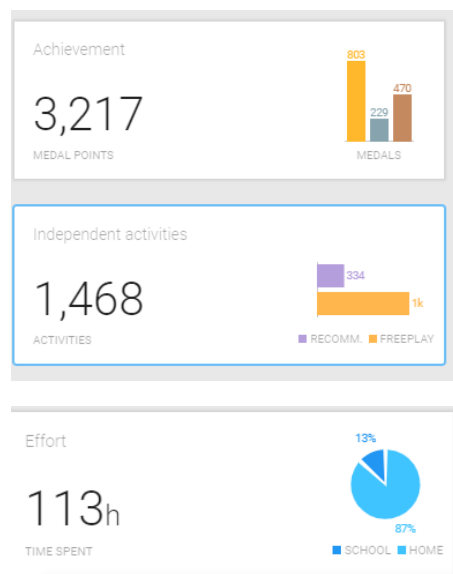 Achievement
803
470
3,217
229
MEDAL POINTS
MEDALS
Independent activities
334
1,468
1k
ACTIVITIES
RECOMM. FREEPLAY
Effort
13%
113h
87%
TIME SPENT
SCHOOL HOME